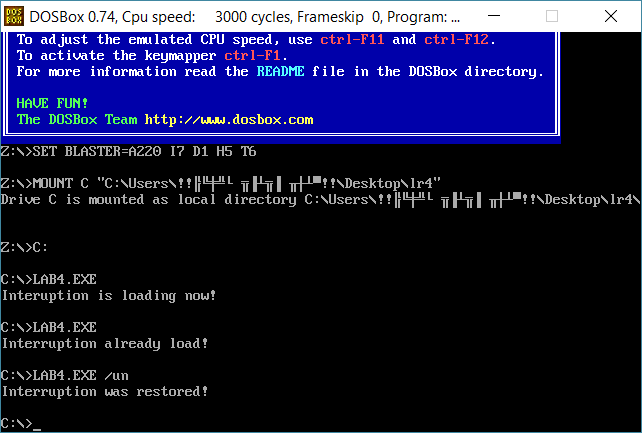 DOSBox 0.74, Cpu speed: 3000 cycles, Frameskip 0, Program: ...
To adjust the emulated CPU speed, use ctrl-F11 and ctrl-F12.
To activate the keymapper ctrl-F1.
For more information read the README file in the DOSBox directory.
HAVE FUN!
The DOSBox Team http://www.dosbox.com
Z:\>SET BLASTER=A220 I7 D1 H5 T6
Z:\>MOUNT C "C:\Users\!! !!\Desktop\lr4"
Drive C is mounted as local directory C:\Users\!! !!\Desktop\lr4\
Z:\>C:
C:\>LAB4.EXE
Interuption is loading now!
C:\>LAB4.EXE
Interruption already load!
C:\>LAB4.EXE /un
Interruption was restored!
C:\>_